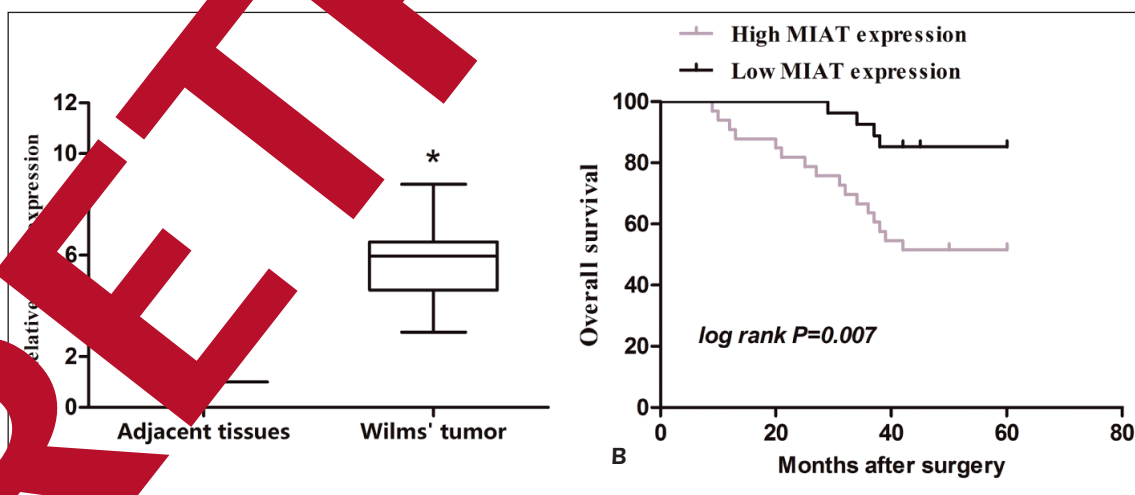 High MIAT expression
Low MIAT expression
12
10
6
2
0
*
Adjacent tissues
Wilms' tumor
100
80
60
40
20
0
Overall survival
log rank P=0.007
0
20
40
60
80
Months after surgery
B
RET